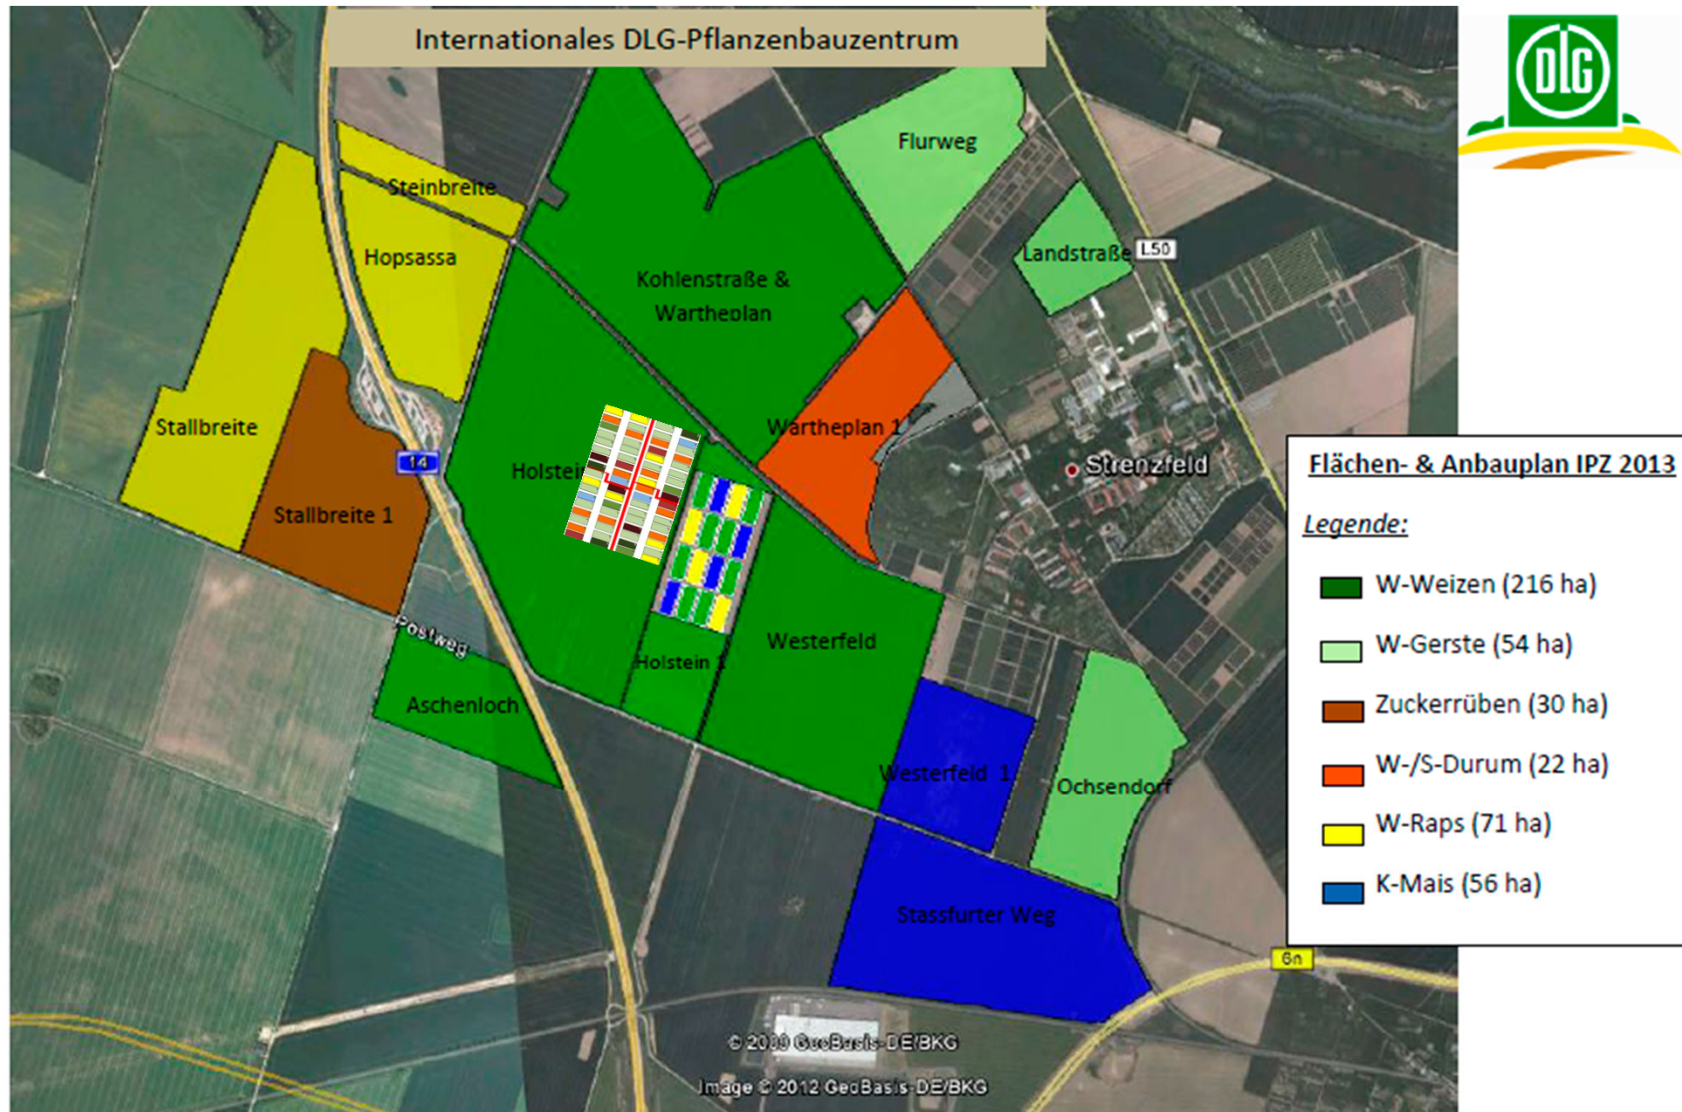 Internationales DLG-Pflanzenbauzentrum
DLG
Flurweg
Steinbreite
Landstraße
L50
Hopsassa
Kohlenstraße &
Wartheplan
Stallbreite
Wartheplan 1
14
Holstein
Strenzfeld
Stallbreite 1
Postweg
Westerfeld
Holstein 1
Aschenloch
Westerfeld 1
Ochsendorf
Stassfurter Weg
6n
Flächen- & Anbauplan IPZ 2013
Legende:
W-Weizen (216 ha)
W-Gerste (54 ha)
Zuckerrüben (30 ha)
W-/S-Durum (22 ha)
W-Raps (71 ha)
K-Mais (56 ha)
© 2009 GeoBasis-DE/BKG
Image © 2012 GeoBasis-DE/BKG